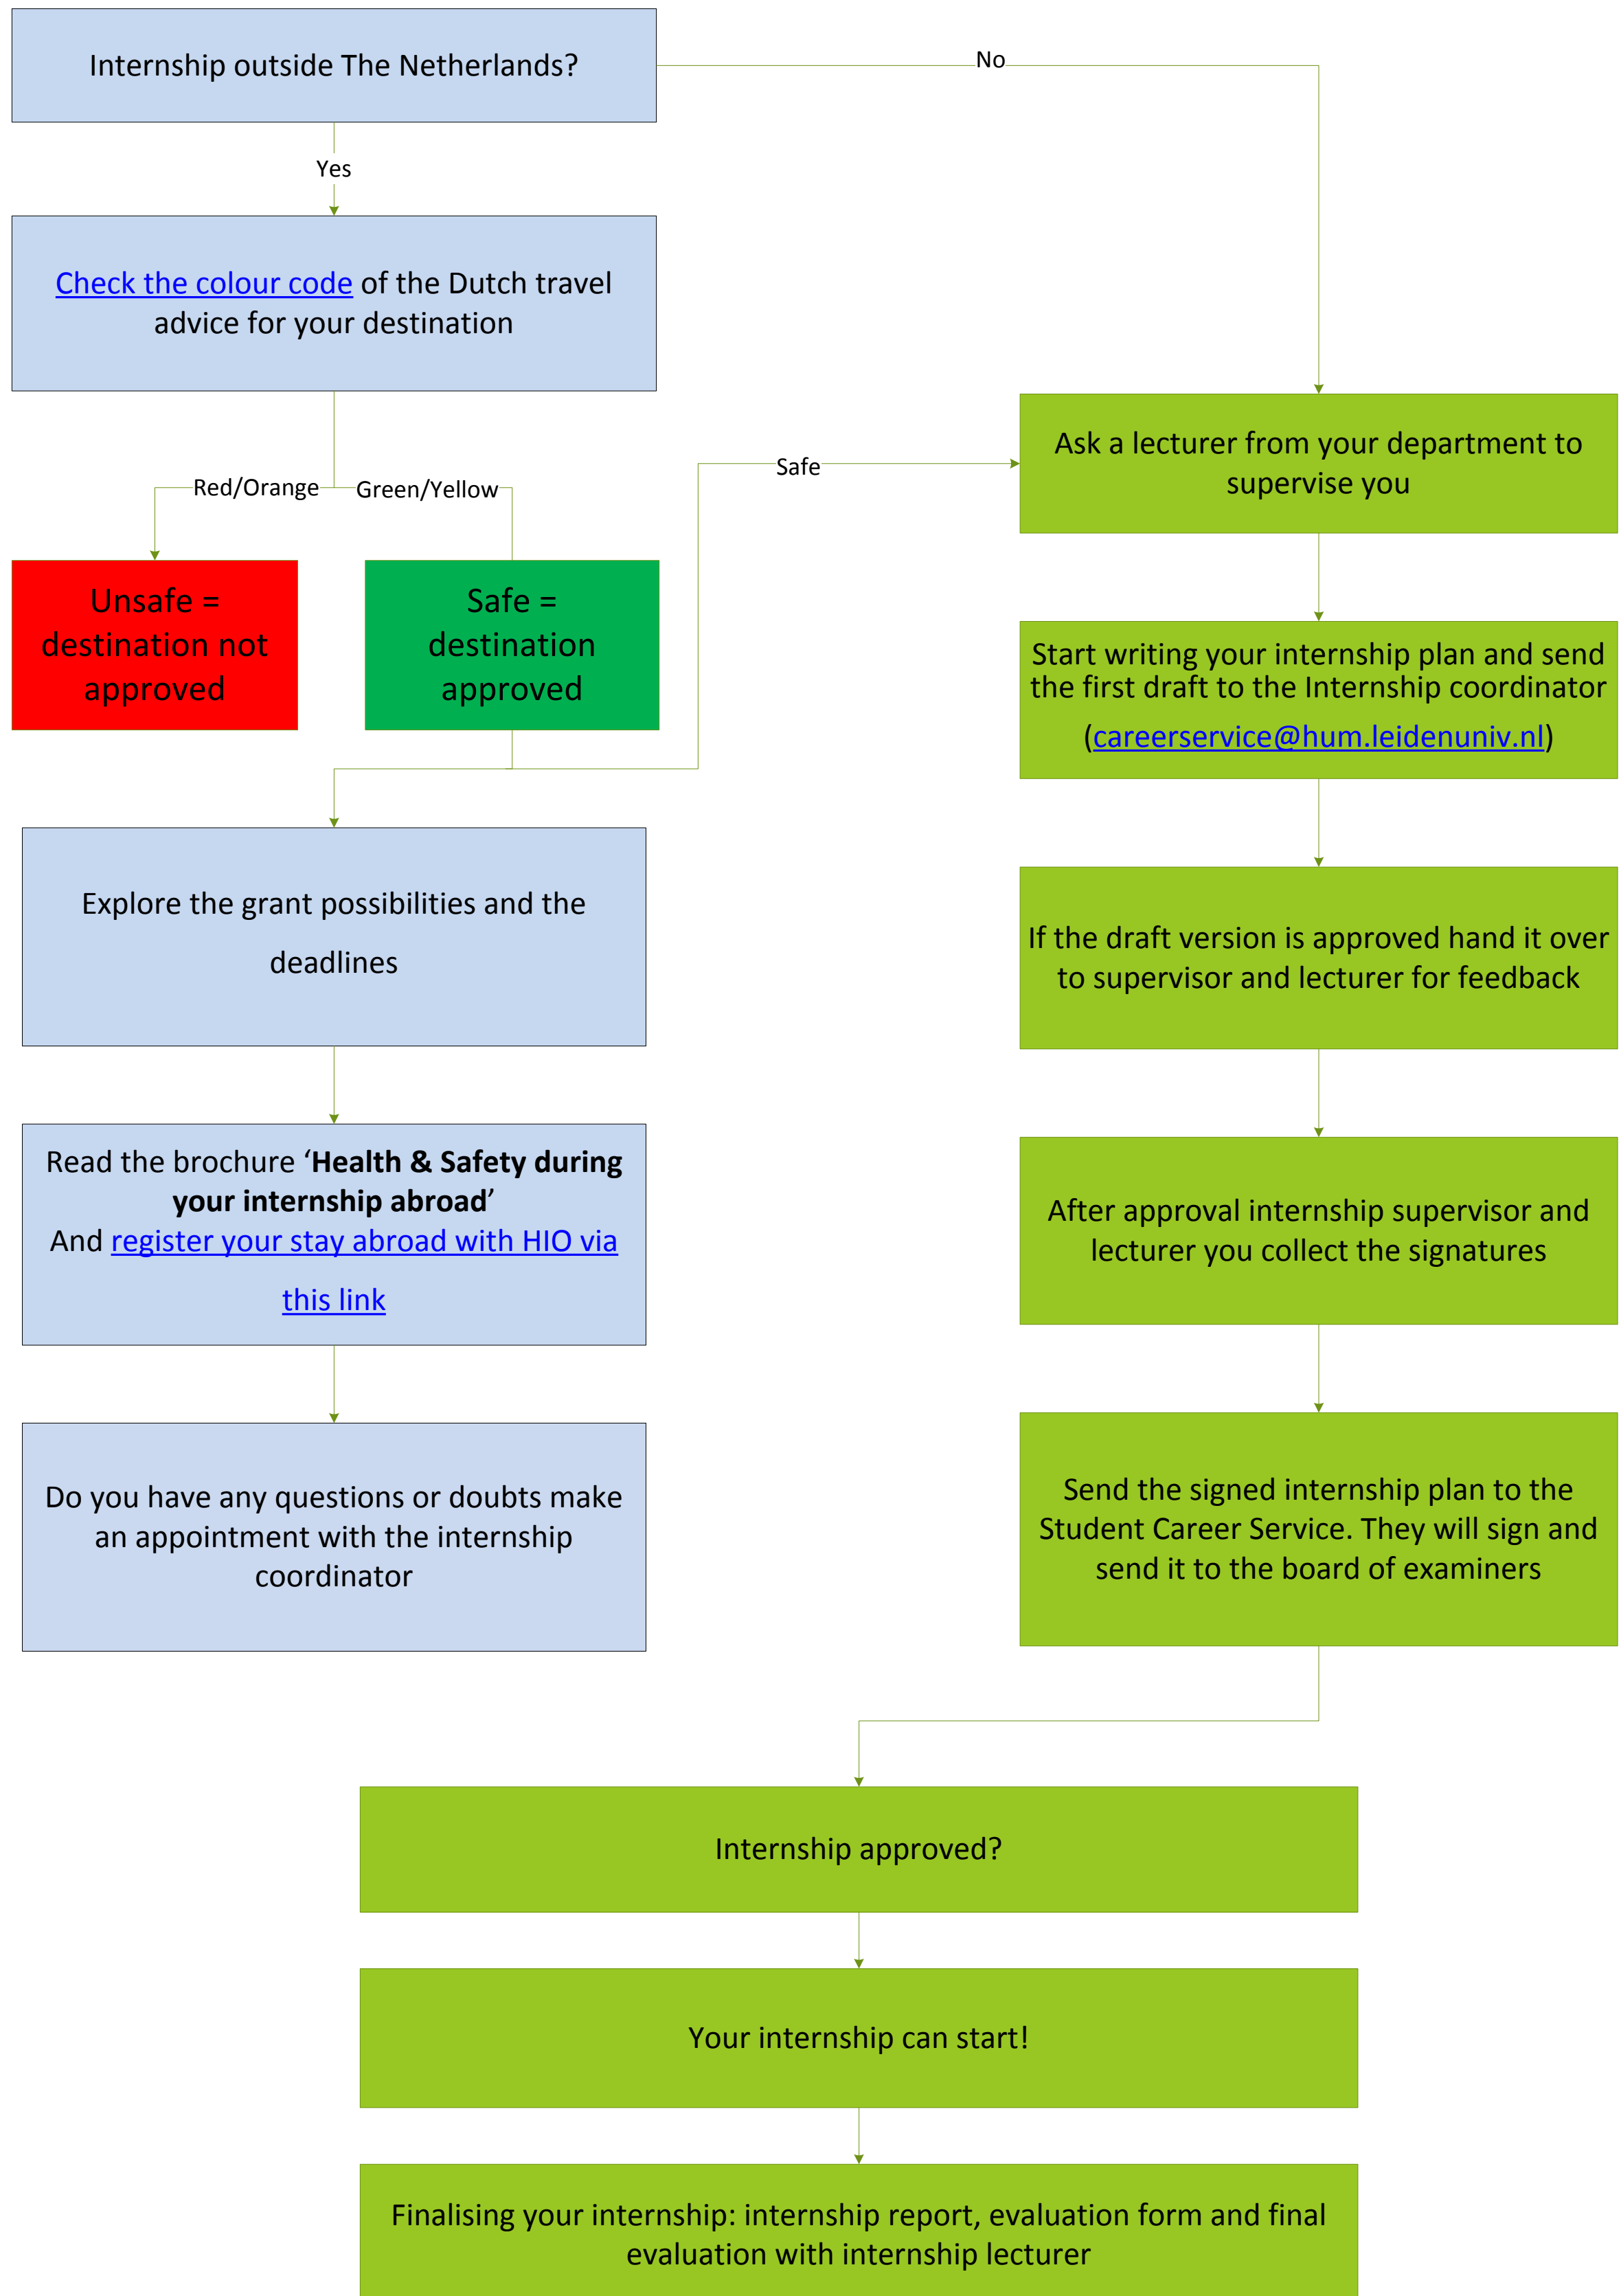 Internship outside The Netherlands?
No
Yes
Check the colour code of the Dutch travel
advice for your destination
Red/Orange
Green/Yellow
Safe
Unsafe =
destination not
approved
Safe =
destination
approved
Explore the grant possibilities and the
deadlines
Read the brochure ‘Health & Safety during
your internship abroad’
And register your stay abroad with HIO via
this link
Do you have any questions or doubts make
an appointment with the internship
coordinator
Ask a lecturer from your department to
supervise you
Start writing your internship plan and send
the first draft to the Internship coordinator
(careerservice@hum.leidenuniv.nl)
If the draft version is approved hand it over
to supervisor and lecturer for feedback
After approval internship supervisor and
lecturer you collect the signatures
Send the signed internship plan to the
Student Career Service. They will sign and
send it to the board of examiners
Internship approved?
Your internship can start!
Finalising your internship: internship report, evaluation form and final
evaluation with internship lecturer